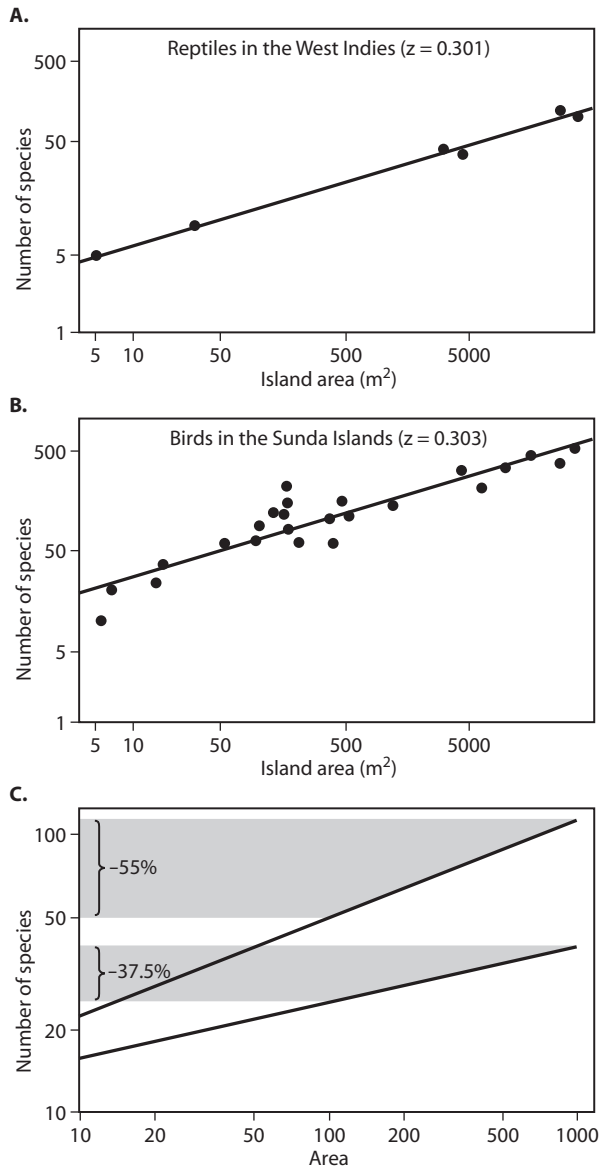 A.
Reptiles in the West Indies (z = 0.301)
500
50
5
1
Number of species
5 10 50 500 5000
Island area (m²)
B.
Birds in the Sunda Islands (z = 0.303)
500
50
5
1
Number of species
5 10 50 500 5000
Island area (m²)
C.
100
50
20
10
Number of species
–55%
–37.5%
10 20 50 100 200 500 1000
Area